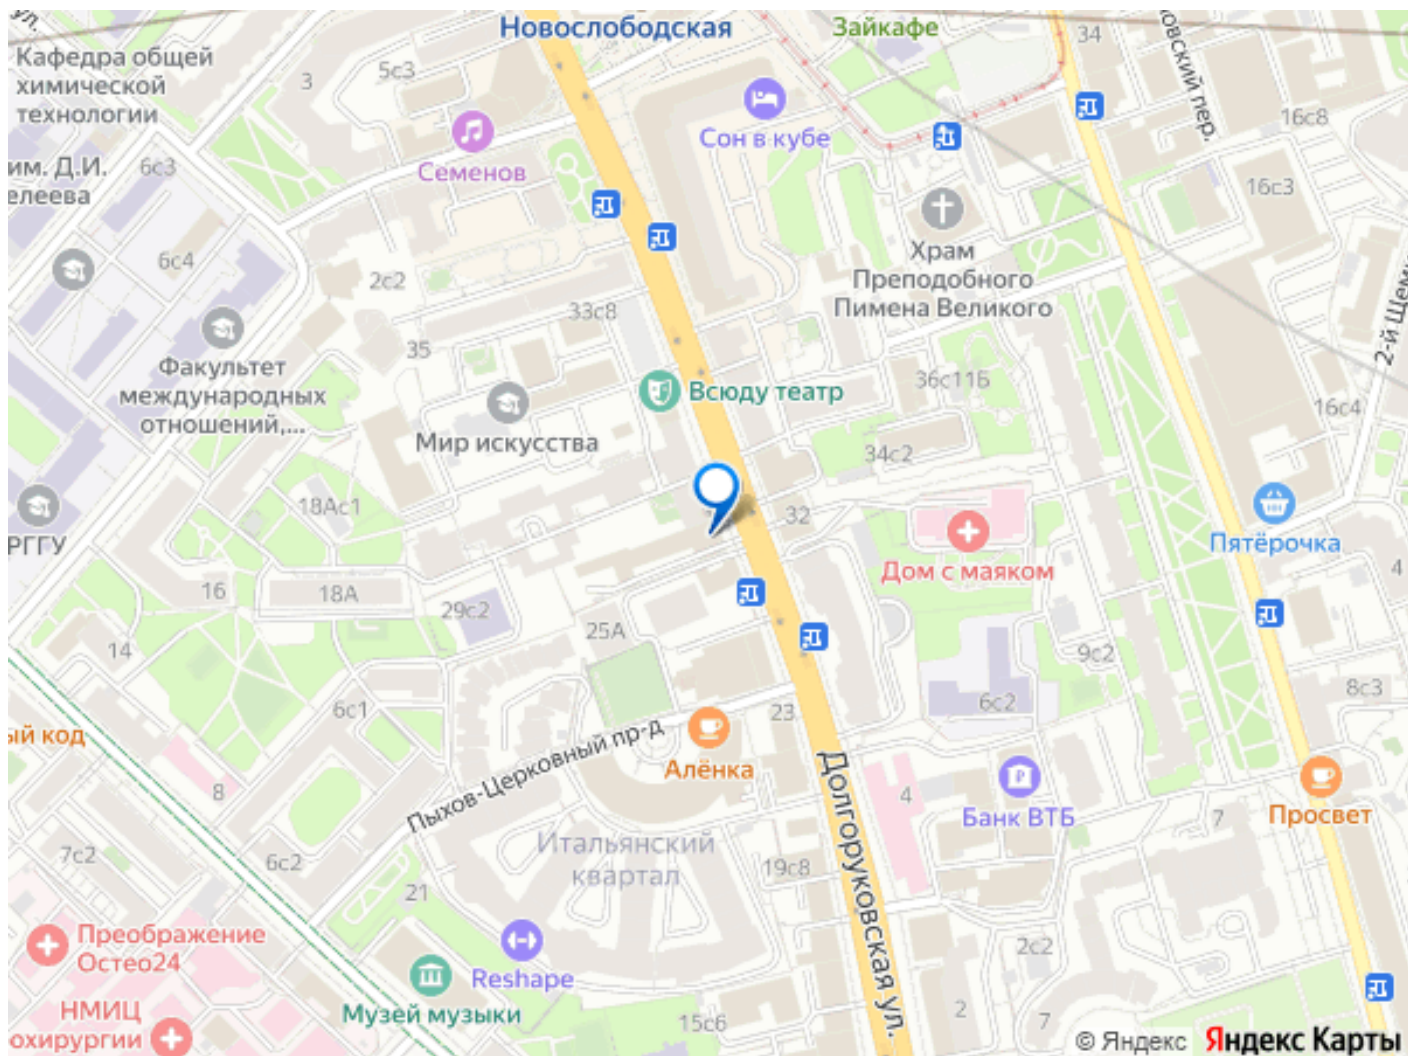 ул.
Новослободская
Зайкафе
34
Кафедра общей
химической
технологии
3
5с3
Сон в кубе
16с8
им. Д.И.
елеева
6с3
Семенов
овский пер.
16с3
6с4
2с2
Храм
Преподобного
Пимена Великого
33с8
35
Факультет
международных
отношений,...
Всюду театр
36с11Б
16с4
Мир искусства
34с2
18Ас1
32
РГГУ
Пятёрочка
Дом с маяком
4
16
18А
29с2
25А
14
9с2
8с3
6с1
6с2
23
ый код
Пыхов-Церковный пр-д
Алёнка
Долгоруковская ул.
8
4
Банк ВТБ
7
Просвет
Итальянский
квартал
7с2
6с2
19с8
21
Преображение
Остео24
2с2
Reshape
НМИЦ
охирургии
Музей музыки
15с6
2
7
© Яндекс Яндекс Карты